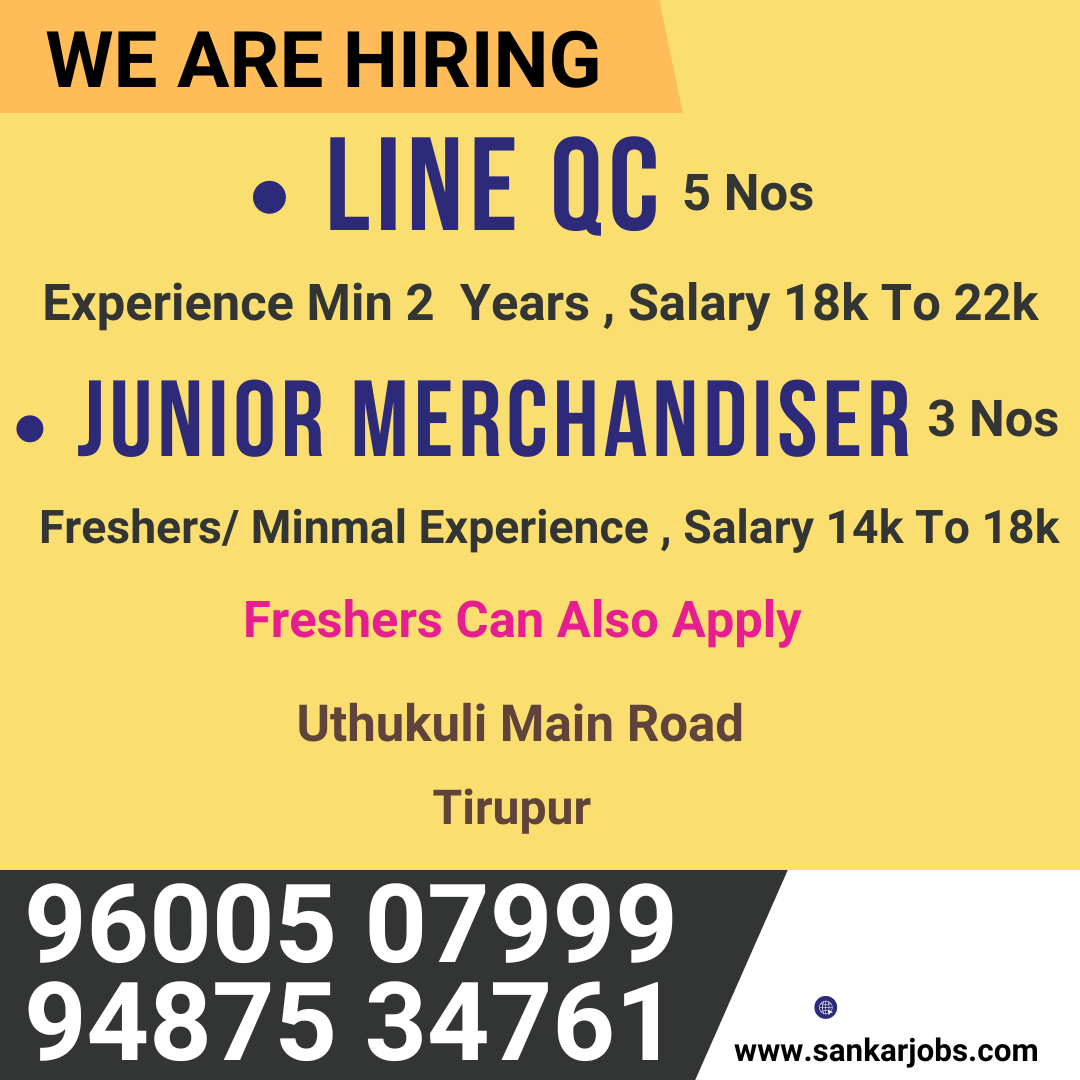 WE ARE HIRING
• LINE QC 5 Nos
Experience Min 2 Years , Salary 18k To 22k
• JUNIOR MERCHANDISER 3 Nos
Freshers/ Minmal Experience , Salary 14k To 18k
Freshers Can Also Apply
Uthukuli Main Road
Tirupur
96005 07999
94875 34761
www.sankarjobs.com